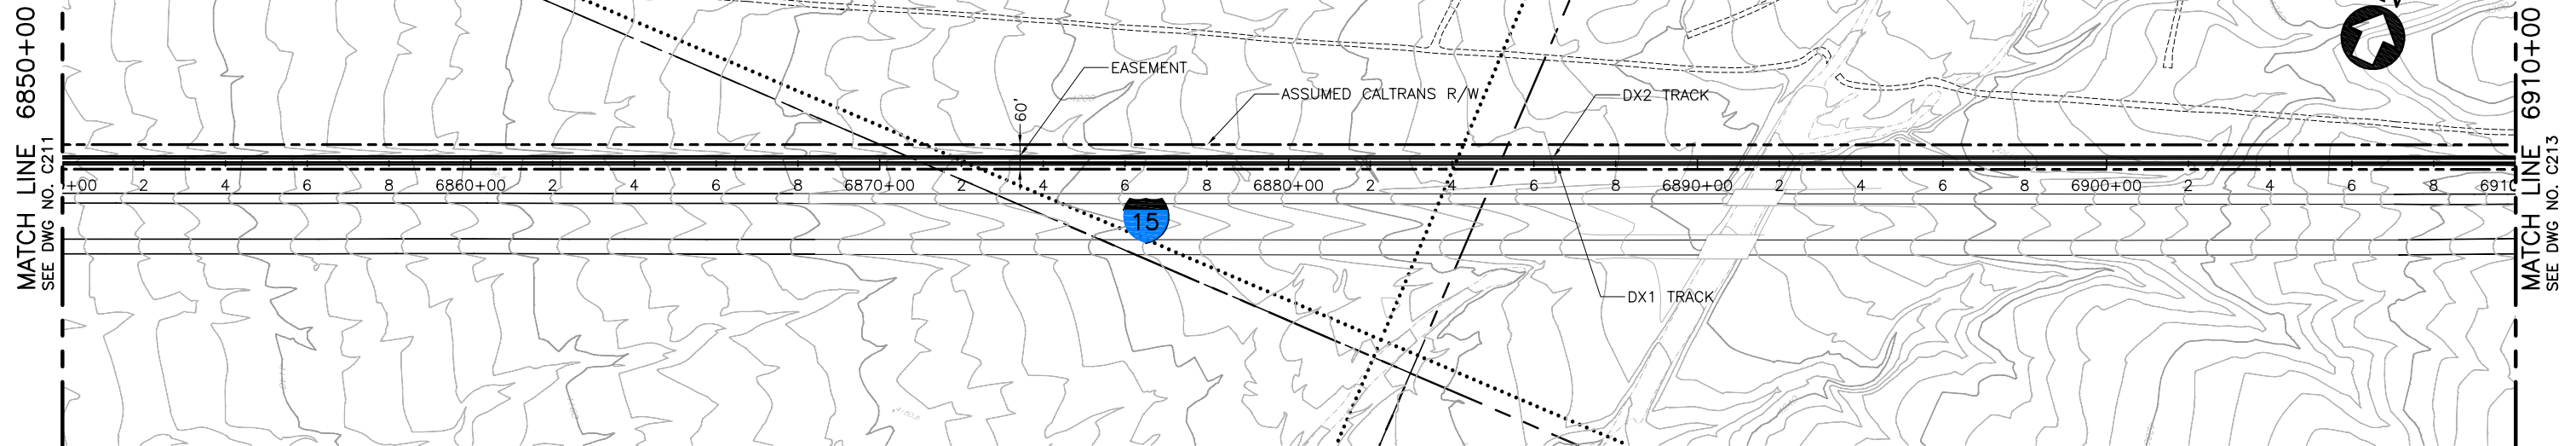 MATCH LINE 6850+00
SEE DWG NO. C211
EASEMENT
60'
ASSUMED CALTRANS R/W
DX2 TRACK
+00 2 4 6 8 6860+00 2 4 6 8 6870+00 2 4 6 8 6880+00 2 4 6 8 6890+00 2 4 6 8 6900+00 2 4 6 8 6910
15
DX1 TRACK
MATCH LINE 6910+00
SEE DWG NO. C213